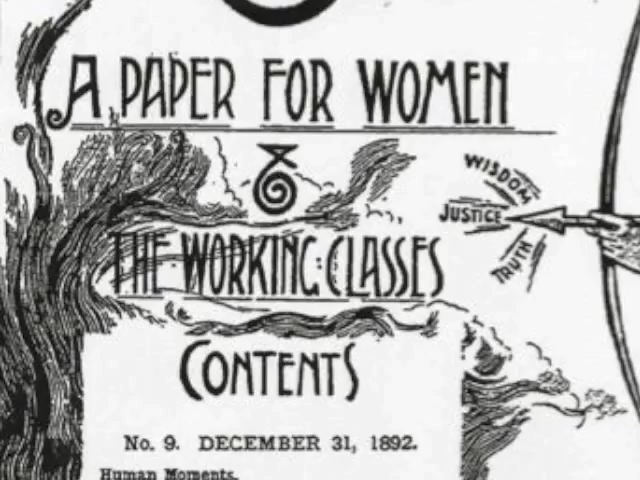 A PAPER FOR WOMEN
&
WISDOM
JUSTICE
TRUTH
THE WORKING CLASSES
CONTENTS
No. 9. DECEMBER 31, 1892.
Human Moments.